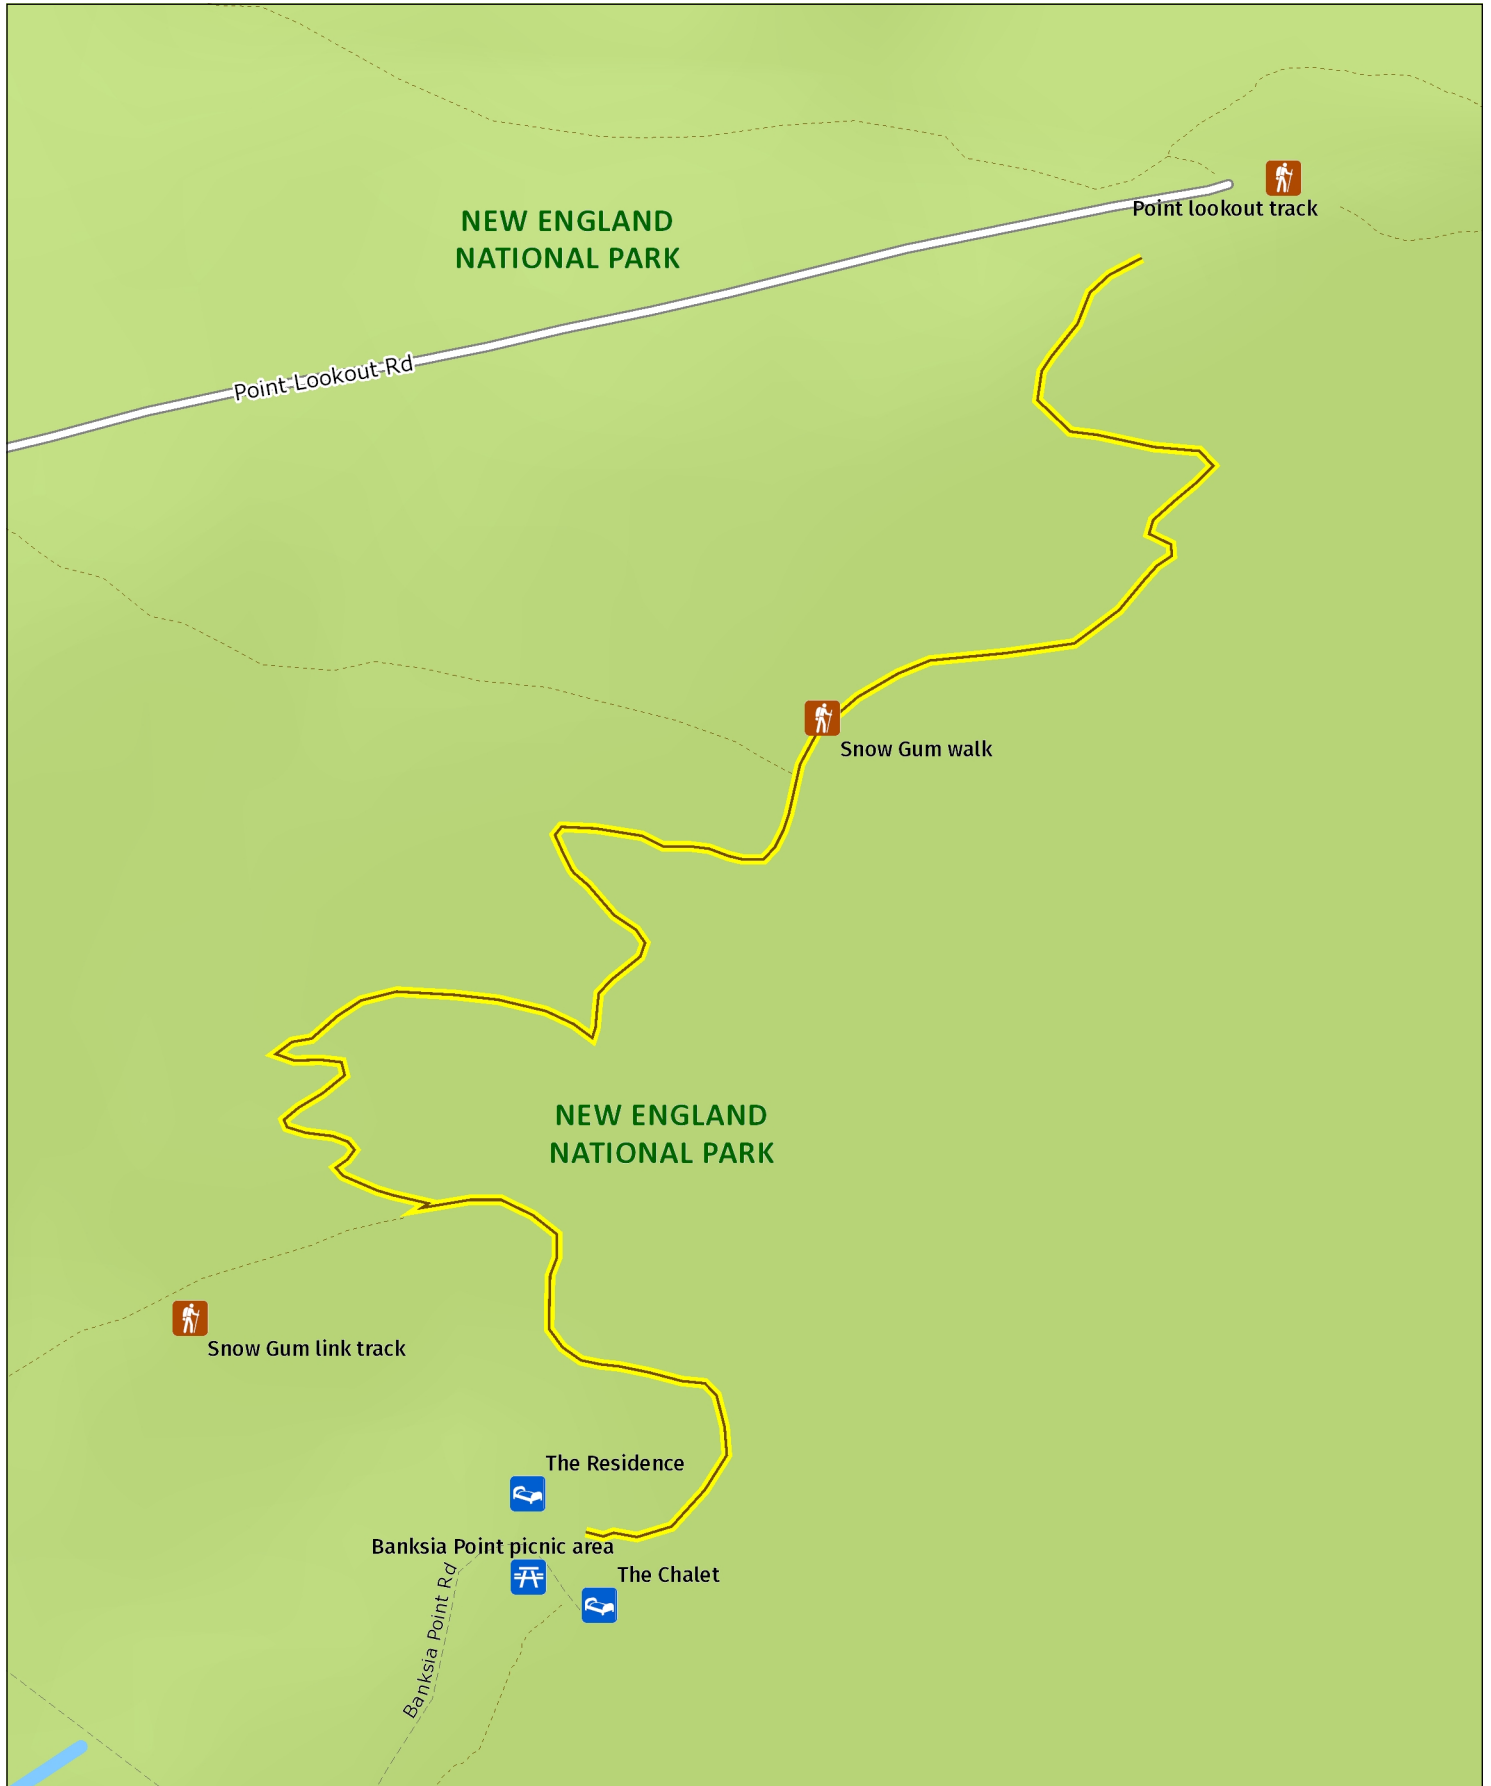 Point lookout track
NEW ENGLAND
NATIONAL PARK
Point Lookout Rd
Snow Gum walk
NEW ENGLAND
NATIONAL PARK
Snow Gum link track
The Residence
Banksia Point picnic area
The Chalet
Banksia Point Rd